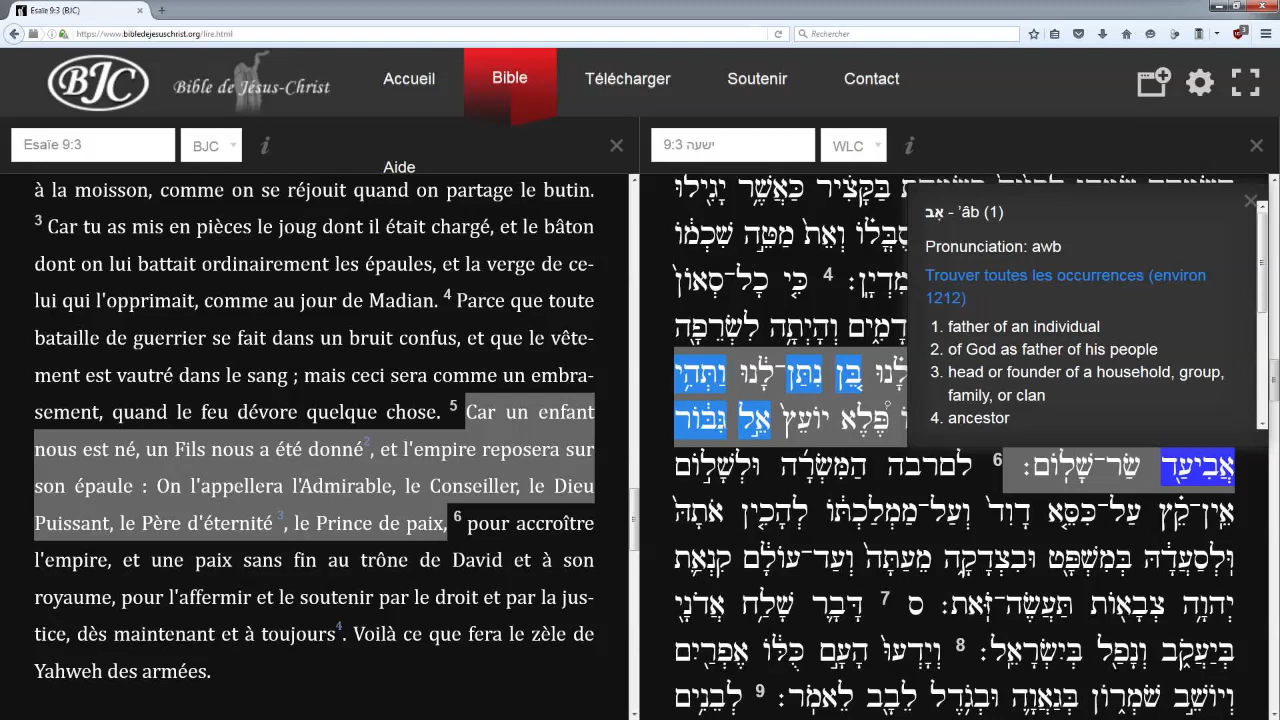 Esaïe 9:3 (BJC)
https://www.bibledejesuschrist.org/lire.html
Rechercher
BJC
Bible de Jésus-Christ
Accueil
Bible
Télécharger
Soutenir
Contact
Aide
Esaïe 9:3
BJC
ישעה 9:3
WLC
à la moisson, comme on se réjouit quand on partage le butin.
3 Car tu as mis en pièces le joug dont il était chargé, et le bâton
dont on lui battait ordinairement les épaules, et la verge de ce-
lui qui l'opprimait, comme au jour de Madian. 4 Parce que toute
bataille de guerrier se fait dans un bruit confus, et que le vête-
ment est vautré dans le sang ; mais ceci sera comme un embra-
sement, quand le feu dévore quelque chose. 5 Car un enfant
nous est né, un Fils nous a été donné2, et l'empire reposera sur
son épaule : On l'appellera l'Admirable, le Conseiller, le Dieu
Puissant, le Père d'éternité 3, le Prince de paix, 6 pour accroître
l'empire, et une paix sans fin au trône de David et à son
royaume, pour l'affermir et le soutenir par le droit et par la jus-
tice, dès maintenant et à toujours4. Voilà ce que fera le zèle de
Yahweh des armées.
בַּקָּצִ֔יר כַּאֲשֶׁ֥ר יָגִ֖ילוּ
סֻבֳּל֗וֹ וְאֵת֙ מַטֵּ֣ה שִׁכְמ֔וֹ
מִדְיָֽן׃ 4 כִּ֤י כָל־סְאוֹן֙
דָמִ֑ים וְהָיְתָ֥ה לִשְׂרֵפָ֖ה
לָ֗נוּ בֵּ֚ן נִתַּן־לָ֔נוּ וַתְּהִ֥י
פֶּ֠לֶא יוֹעֵץ֙ אֵ֣ל גִּבּ֔וֹר
אֲבִיעַ֖ד שַׂר־שָׁלֽוֹם׃ 6 לםרבה הַמִּשְׂרָ֜ה וּלְשָׁל֣וֹם
אֵֽין־קֵ֗ץ עַל־כִּסֵּ֤א דָוִד֙ וְעַל־מַמְלַכְתּ֔וֹ לְהָכִ֤ין אֹתָהּ֙
וּֽלְסַעֲדָ֔הּ בְּמִשְׁפָּ֖ט וּבִצְדָקָ֑ה מֵעַתָּה֙ וְעַד־עוֹלָ֔ם קִנְאַ֛ת
יְהוָ֥ה צְבָא֖וֹת תַּעֲשֶׂה־זֹּֽאת׃ ס 7 דָּבָ֛ר שָׁלַ֥ח אֲדֹנָ֖י
בְּיַעֲקֹ֑ב וְנָפַ֖ל בְּיִשְׂרָאֵֽל׃ 8 וְיָדְעוּ֙ הָעָ֣ם כֻּלּ֔וֹ אֶפְרַ֖יִם
וְיוֹשֵׁ֣ב שֹׁמְר֑וֹן בְּגַאֲוָ֛ה וּבְגֹ֥דֶל לֵבָ֖ב לֵאמֹֽר׃ 9 לְבֵנִ֥ים
אָב - 'âb (1)
Pronunciation: awb
Trouver toutes les occurrences (environ
1212)
1. father of an individual
2. of God as father of his people
3. head or founder of a household, group,
family, or clan
4. ancestor